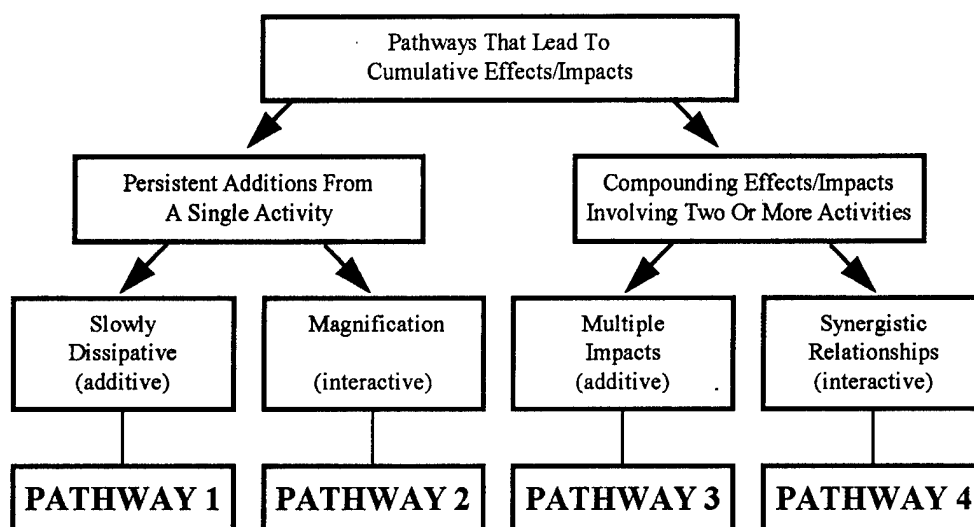 Pathways That Lead To
Cumulative Effects/Impacts
Persistent Additions From
A Single Activity
Compounding Effects/Impacts
Involving Two Or More Activities
Slowly
Dissipative
(additive)
Magnification
(interactive)
Multiple
Impacts
(additive)
Synergistic
Relationships
(interactive)
PATHWAY 1
PATHWAY 2
PATHWAY 3
PATHWAY 4